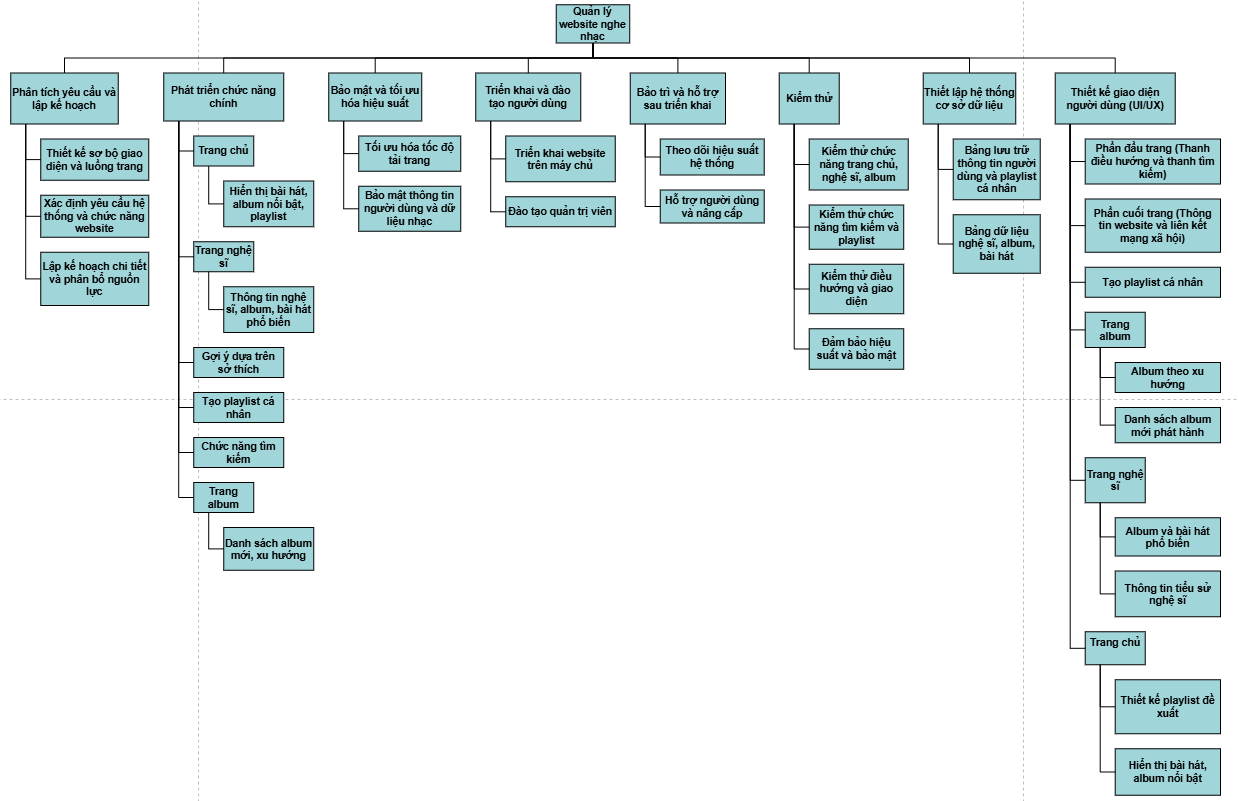 Quản lý
website nghe
nhạc
Phân tích yêu cầu và
lập kế hoạch
Thiết kế sơ bộ giao
diện và luồng trang
Xác định yêu cầu hệ
thống và chức năng
website
Lập kế hoạch chi tiết
và phân bổ nguồn
lực
Phát triển chức năng
chính
Trang chủ
Hiển thị bài hát,
album nổi bật,
playlist
Trang nghệ
sĩ
Thông tin nghệ
sĩ, album, bài hát
phổ biến
Gợi ý dựa trên
sở thích
Tạo playlist cá
nhân
Chức năng tìm
kiếm
Trang
album
Danh sách album
mới, xu hướng
Bảo mật và tối ưu
hóa hiệu suất
Tối ưu hóa tốc độ
tải trang
Bảo mật thông tin
người dùng và dữ
liệu nhạc
Triển khai và đào
tạo người dùng
Triển khai website
trên máy chủ
Đào tạo quản trị viên
Bảo trì và hỗ trợ
sau triển khai
Theo dõi hiệu suất
hệ thống
Hỗ trợ người dùng
và nâng cấp
Kiểm thử
Kiểm thử chức
năng trang chủ,
nghệ sĩ, album
Kiểm thử chức
năng tìm kiếm và
playlist
Kiểm thử điều
hướng và giao
diện
Đảm bảo hiệu
suất và bảo mật
Thiết lập hệ thống
cơ sở dữ liệu
Bảng lưu trữ
thông tin người
dùng và playlist
cá nhân
Bảng dữ liệu
nghệ sĩ, album,
bài hát
Thiết kế giao diện
người dùng (UI/UX)
Phần đầu trang (Thanh
điều hướng và thanh tìm
kiếm)
Phần cuối trang (Thông
tin website và liên kết
mạng xã hội)
Tạo playlist cá nhân
Trang
album
Album theo xu
hướng
Danh sách album
mới phát hành
Trang nghệ
sĩ
Album và bài hát
phổ biến
Thông tin tiểu sử
nghệ sĩ
Trang chủ
Thiết kế playlist đề
xuất
Hiển thị bài hát,
album nổi bật